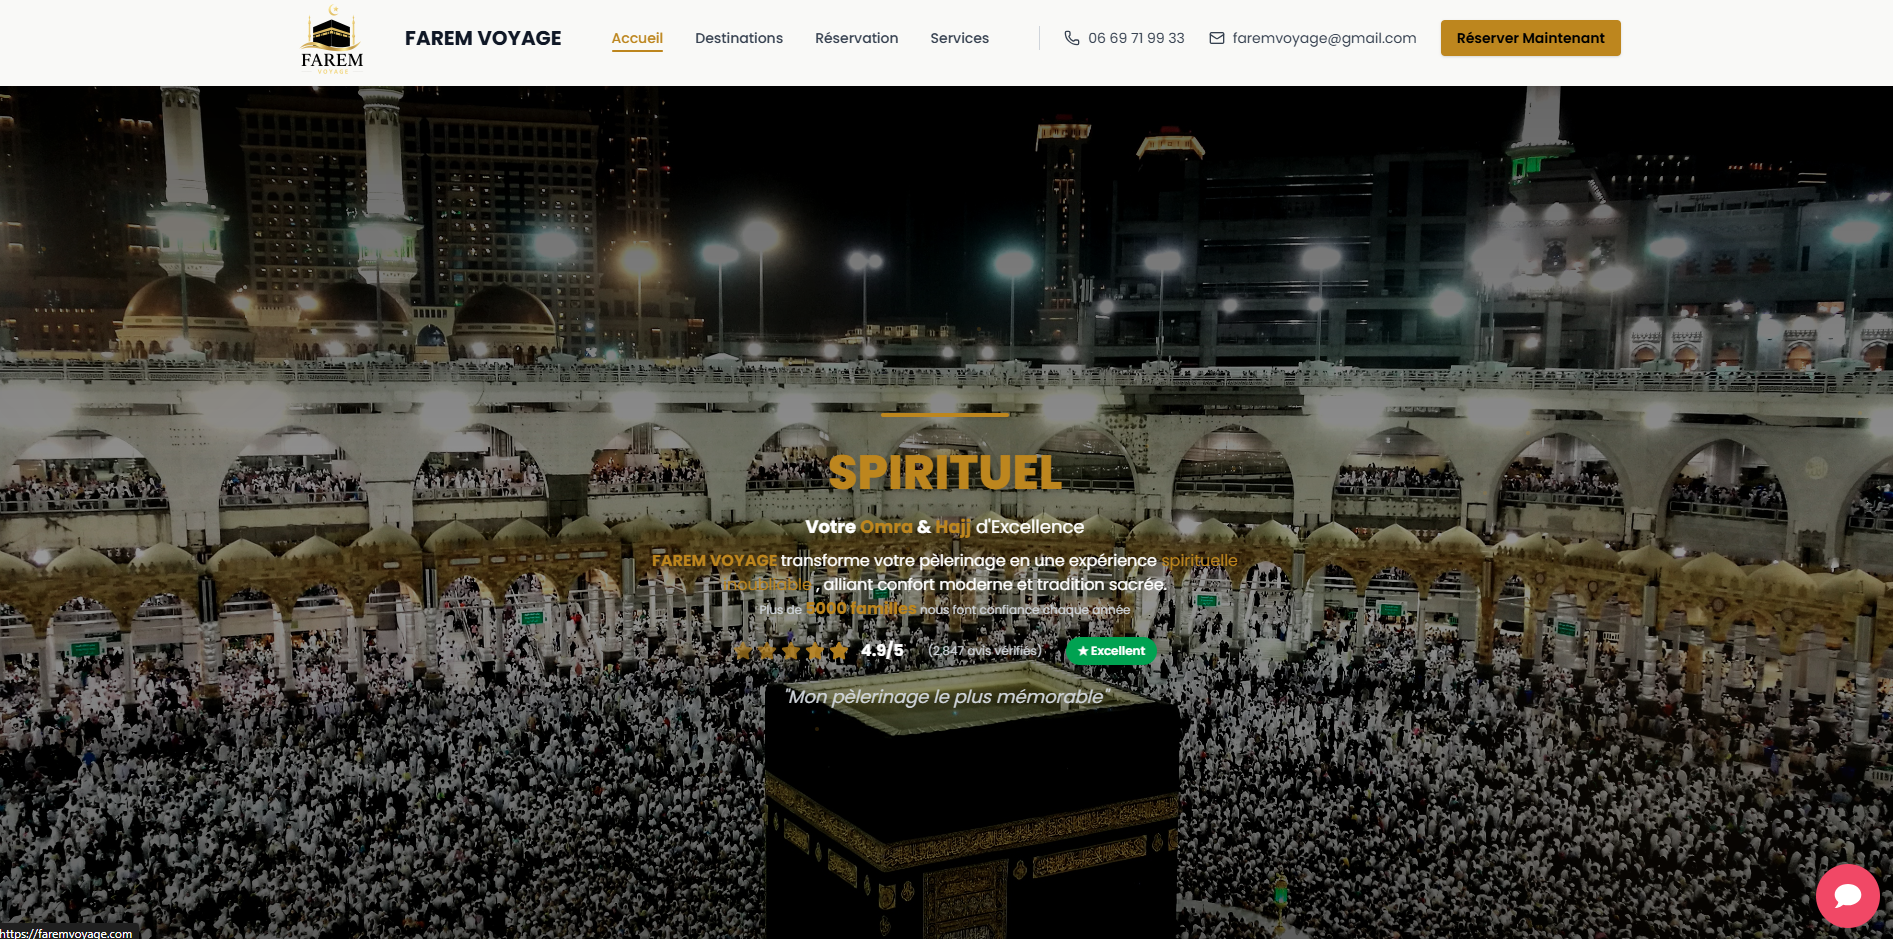 FAREM
VOYAGE
FAREM VOYAGE
Accueil
Destinations
Réservation
Services
06 69 71 99 33
faremvoyage@gmail.com
Réserver Maintenant
SPIRITUEL
Votre Omra & Hajj d'Excellence
FAREM VOYAGE transforme votre pèlerinage en une expérience spirituelle
inoubliable , alliant confort moderne et tradition sacrée.
Plus de 5000 familles nous font confiance chaque année
4.9/5 (2,847 avis vérifiés) ★ Excellent
"Mon pèlerinage le plus mémorable"
https://faremvoyage.com